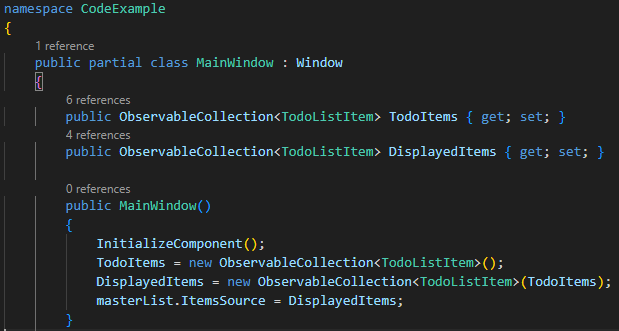 namespace CodeExample
{
1 reference
public partial class MainWindow : Window
{
6 references
public ObservableCollection<TodoListItem> TodoItems { get; set; }
4 references
public ObservableCollection<TodoListItem> DisplayedItems { get; set; }
0 references
public MainWindow()
{
InitializeComponent();
TodoItems = new ObservableCollection<TodoListItem>();
DisplayedItems = new ObservableCollection<TodoListItem>(TodoItems);
masterList.ItemsSource = DisplayedItems;
}